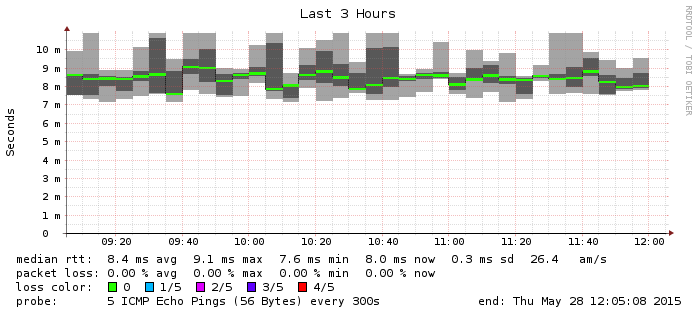 Last 3 Hours
RRDTOOL / TOBI OETIKER
Seconds
10 m
9 m
8 m
7 m
6 m
5 m
4 m
3 m
2 m
1 m
0
09:20 09:40 10:00 10:20 10:40 11:00 11:20 11:40 12:00
median rtt: 8.4 ms avg 9.1 ms max 7.6 ms min 8.0 ms now 0.3 ms sd 26.4 am/s
packet loss: 0.00 % avg 0.00 % max 0.00 % min 0.00 % now
loss color: 0 1/5 2/5 3/5 4/5
probe: 5 ICMP Echo Pings (56 Bytes) every 300s end: Thu May 28 12:05:08 2015